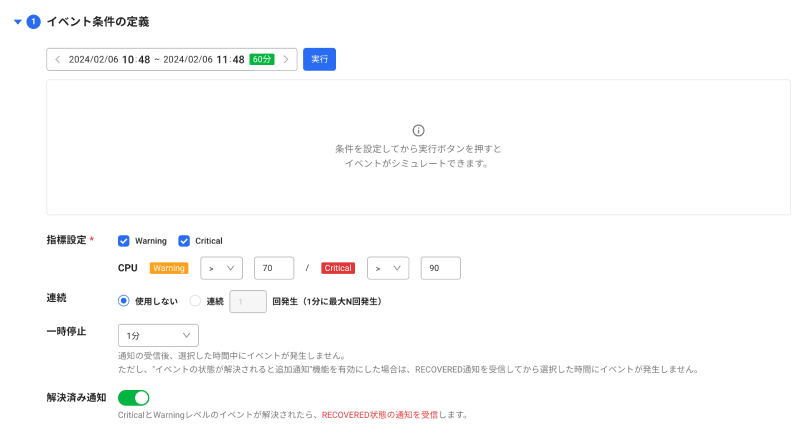 1 イベント条件の定義
2024/02/06 10:48 ~ 2024/02/06 11:48 60分 実行
条件を設定してから実行ボタンを押すと
イベントがシミュレートできます。
指標設定 * Warning Critical
CPU Warning > 70 / Critical > 90
連続 使用しない 連続 1 回発生（1分に最大N回発生）
一時停止 1分
通知の受信後、選択した時間中にイベントが発生しません。
ただし、"イベントの状態が解決されると追加通知"機能を有効にした場合は、RECOVERED通知を受信してから選択した時間にイベントが発生しません。
解決済み通知
CriticalとWarningレベルのイベントが解決されたら、RECOVERED状態の通知を受信します。